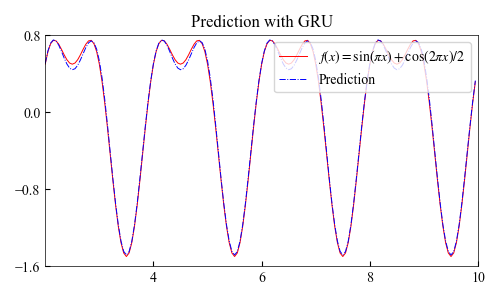 Prediction with GRU
0.8
f(x) = sin(πx) + cos(2πx)/2
Prediction
0.0
−0.8
−1.6
4 6 8 10